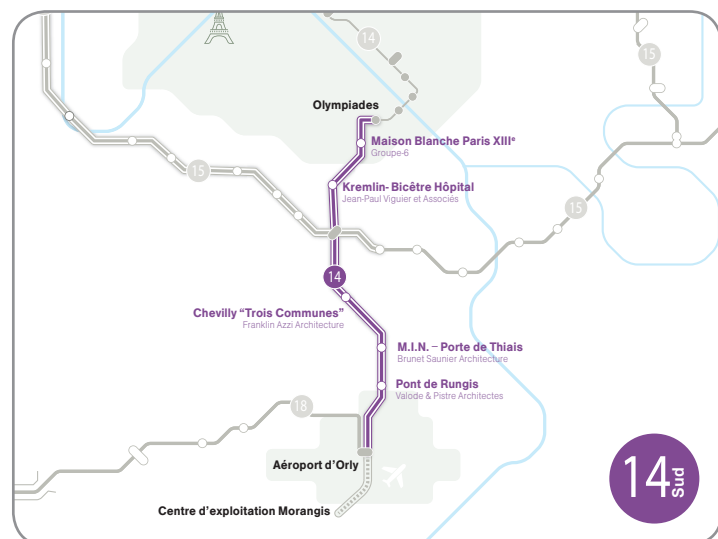 14
15
Olympiades
Maison Blanche Paris XIIIᵉ
Groupe-6
15
Kremlin-Bicêtre Hôpital
Jean-Paul Viguier et Associés
15
14
Chevilly “Trois Communes”
Franklin Azzi Architecture
M.I.N. – Porte de Thiais
Brunet Saunier Architecture
Pont de Rungis
Valode & Pistre Architectes
18
Aéroport d’Orly
14 Sud
Centre d’exploitation Morangis